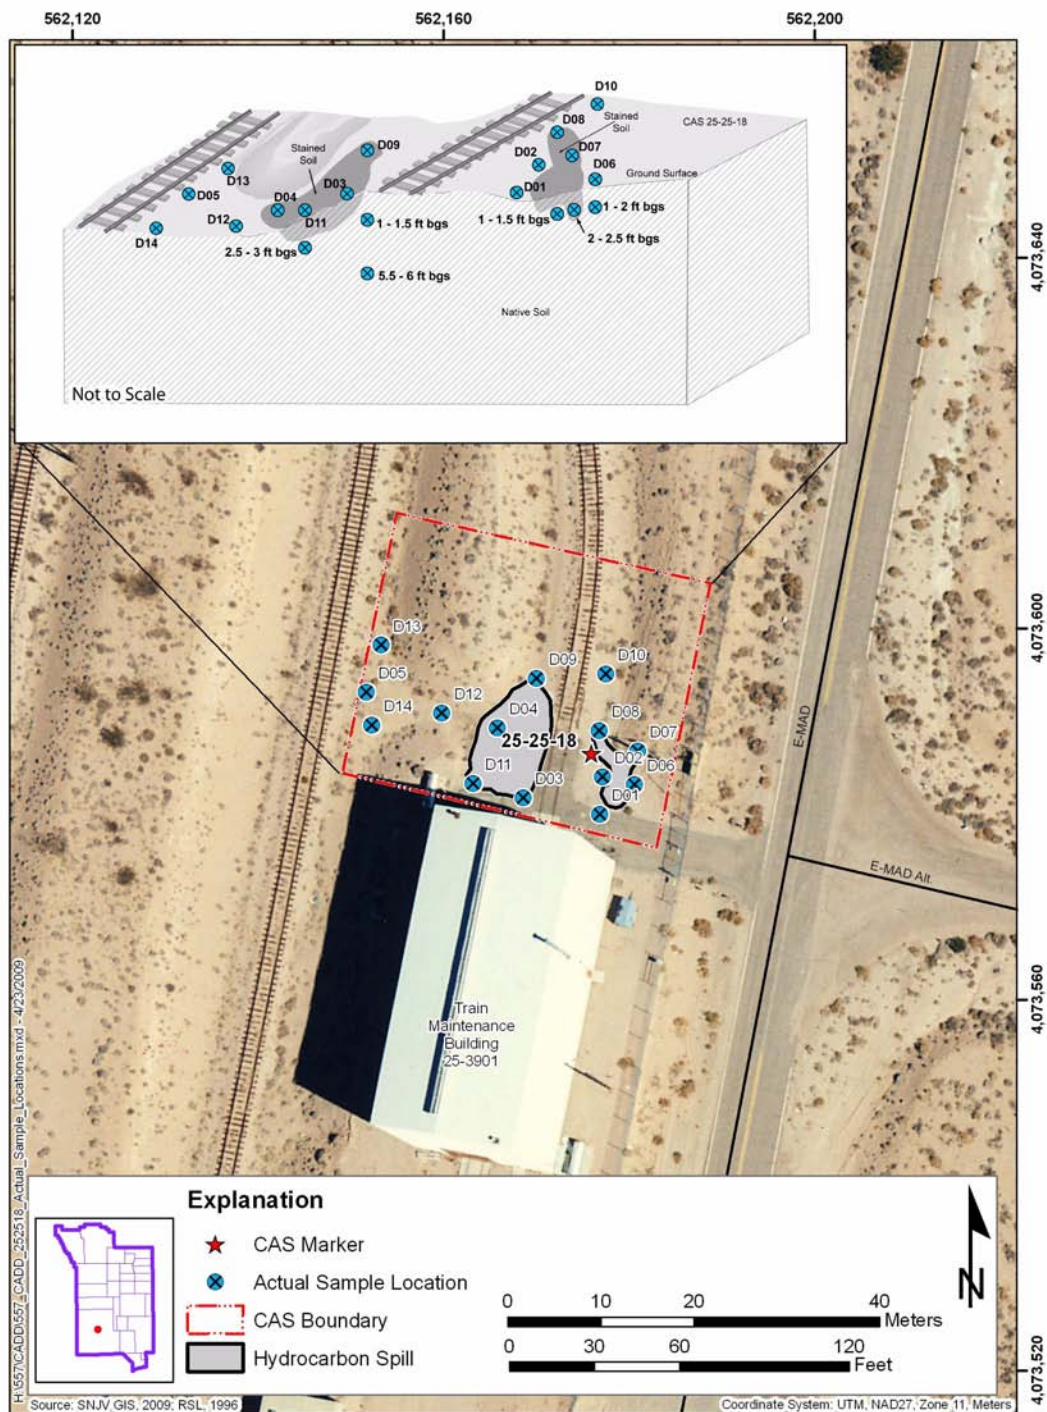 562,120
562,160
562,200
D10
D08
Stained
Soil
CAS 25-25-18
D09
Stained
Soil
D02
D07
D13
D06
Ground Surface
D05
D04
D03
D01
D12
D11
1 - 1.5 ft bgs
1 - 1.5 ft bgs
1 - 2 ft bgs
D14
2.5 - 3 ft bgs
2 - 2.5 ft bgs
5.5 - 6 ft bgs
Native Soil
Not to Scale
4,073,640
4,073,600
4,073,560
4,073,520
D13
D05
D14
D12
D09
D10
D04
D08
25-25-18
D07
D02
D06
D11
D03
D01
E-MAD
E-MAD Alt.
Train
Maintenance
Building
25-3901
H:\557\CADD\557_CADD_252518_Actual_Sample_Locations.mxd - 4/23/2009
Explanation
CAS Marker
Actual Sample Location
CAS Boundary
Hydrocarbon Spill
0 10 20 40
Meters
0 30 60 120
Feet
N
Source: SNJV GIS, 2009; RSL, 1996
Coordinate System: UTM, NAD27, Zone 11, Meters